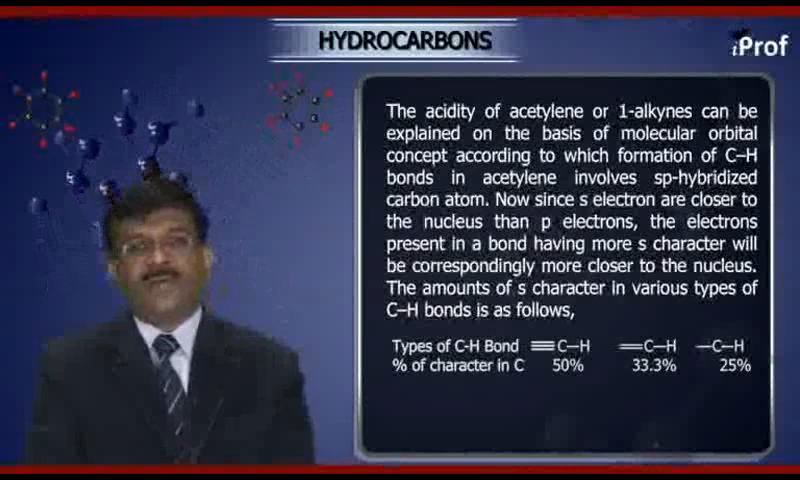 HYDROCARBONS
iProf
The acidity of acetylene or 1-alkynes can be
explained on the basis of molecular orbital
concept according to which formation of C–H
bonds in acetylene involves sp-hybridized
carbon atom. Now since s electron are closer to
the nucleus than p electrons, the electrons
present in a bond having more s character will
be correspondingly more closer to the nucleus.
The amounts of s character in various types of
C–H bonds is as follows,
Types of C-H Bond ≡C–H =C–H –C–H
% of character in C 50% 33.3% 25%